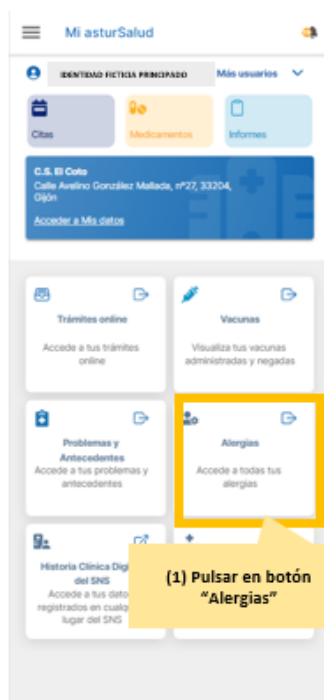 Mi asturSalud
IDENTIDAD FICTICIA PRINCIPADO Más usuarios
Citas
Medicamentos
Informes
C.S. El Coto
Calle Avelino González Mallada, nº27, 33204,
Gijón
Acceder a Mis datos
Trámites online
Accede a tus trámites
online
Vacunas
Visualiza tus vacunas
administradas y negadas
Problemas y
Antecedentes
Accede a tus problemas y
antecedentes
Alergias
Accede a todas tus
alergias
Historia Clínica Digi
del SNS
Accede a tus dato
registrados en cualq
lugar del SNS
(1) Pulsar en botón
“Alergias”